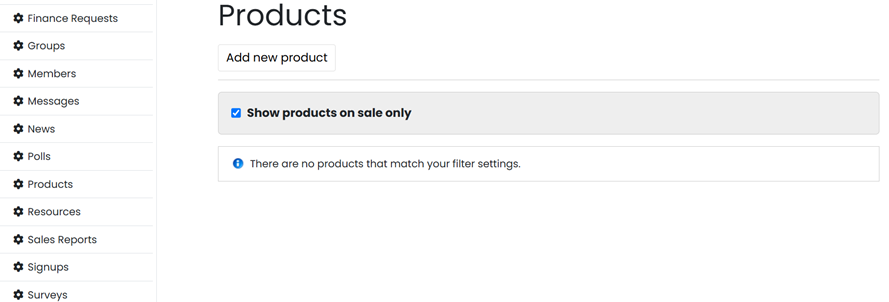 Finance Requests
Groups
Members
Messages
News
Polls
Products
Resources
Sales Reports
Signups
Surveys
Products
Add new product
Show products on sale only
There are no products that match your filter settings.